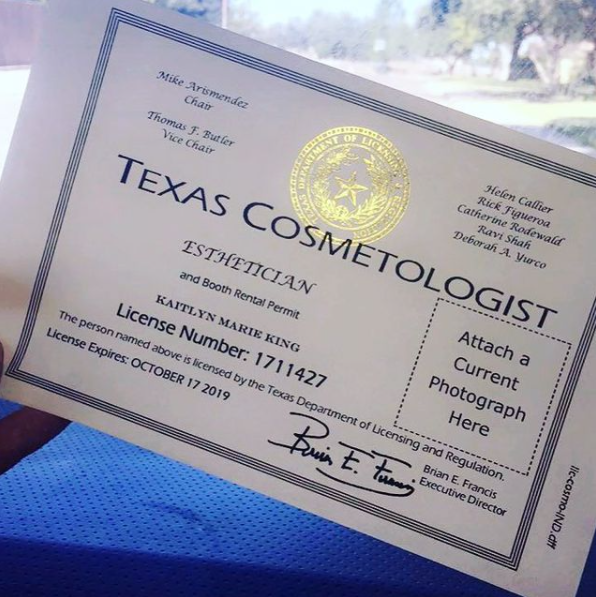 Mike Arismendez
Chair
Thomas F. Butler
Vice Chair
TEXAS DEPARTMENT OF LICENSING
Helen Callier
Rick Figueroa
Catherine Rodewald
Ravi Shah
Deborah A. Yurco
TEXAS COSMETOLOGIST
ESTHETICIAN
and Booth Rental Permit
KAITLYN MARIE KING
License Number: 1711427
The person named above is licensed by the Texas Department of Licensing and Regulation.
License Expires: OCTOBER 17 2019
Attach a
Current
Photograph
Here
Brian E. Francis
Executive Director
lic-cosmo-IND.dff